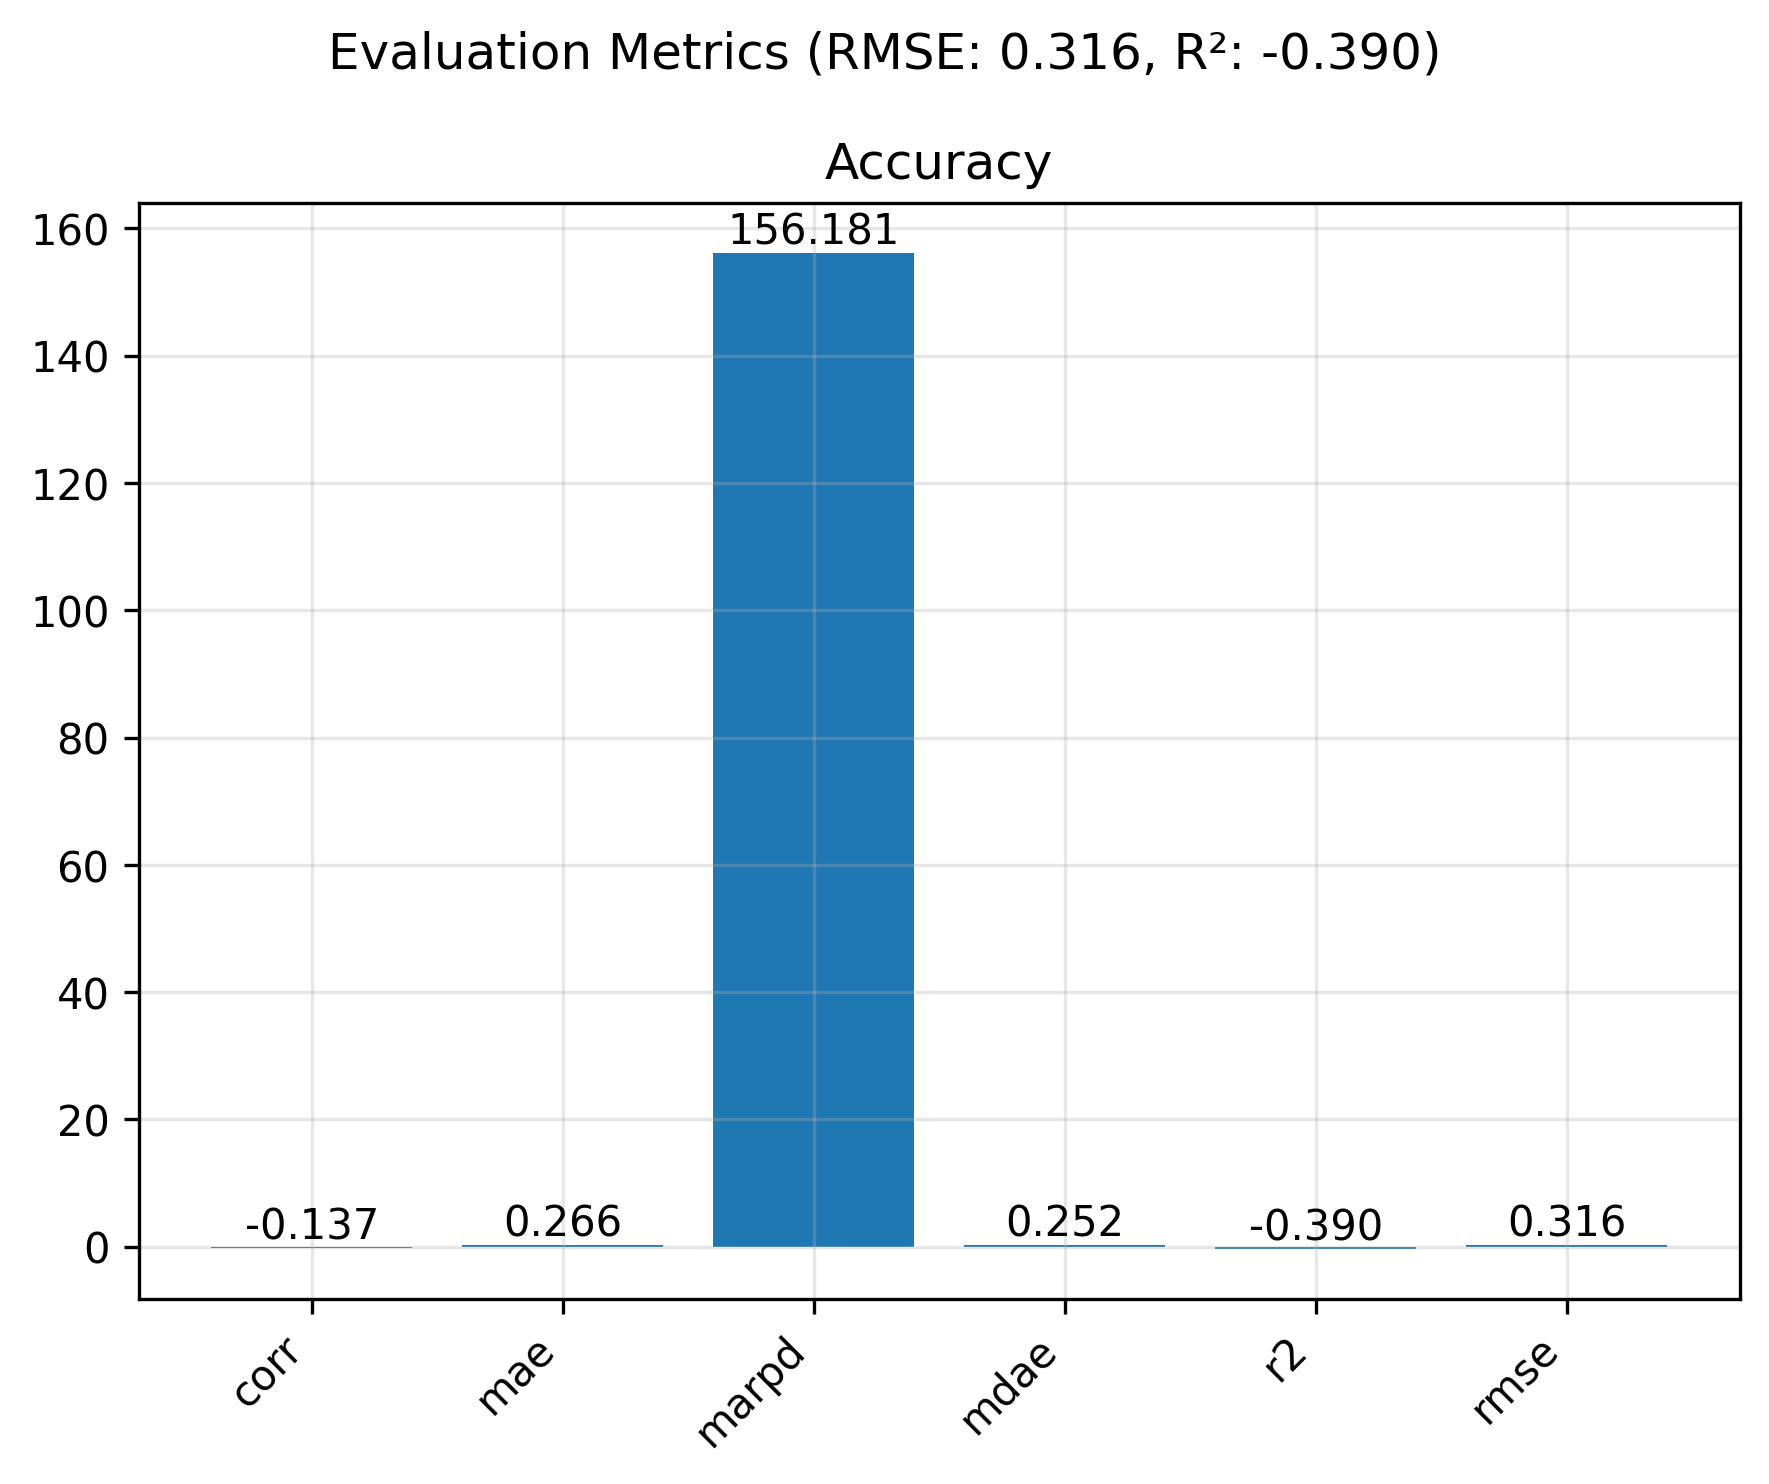 Evaluation Metrics (RMSE: 0.316, R²: -0.390)
Accuracy
160
140
120
100
80
60
40
20
0
156.181
-0.137
0.266
0.252
-0.390
0.316
corr
mae
marpd
mdae
r2
rmse